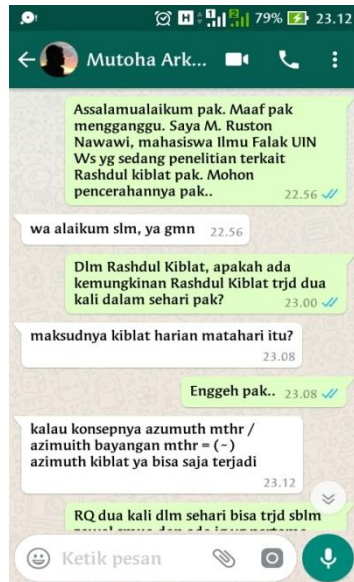 79% 23.12
Mutoha Ark...
Assalamualaikum pak. Maaf pak
mengganggu. Saya M. Ruston
Nawawi, mahasiswa Ilmu Falak UIN
Ws yg sedang penelitian terkait
Rashdul kiblat pak. Mohon
pencerahannya pak..
22.56
wa alaikum slm, ya gmn 22.56
Dlm Rashdul Kiblat, apakah ada
kemungkinan Rashdul Kiblat trjd dua
kali dalam sehari pak?
23.00
maksudnya kiblat harian matahari itu?
23.08
Enggeh pak.. 23.08
kalau konsepnya azumuth mthr /
azimuith bayangan mthr = (~)
azimuth kiblat ya bisa saja terjadi
23.12
RQ dua kali dlm sehari bisa trjd sblm
Ketik pesan